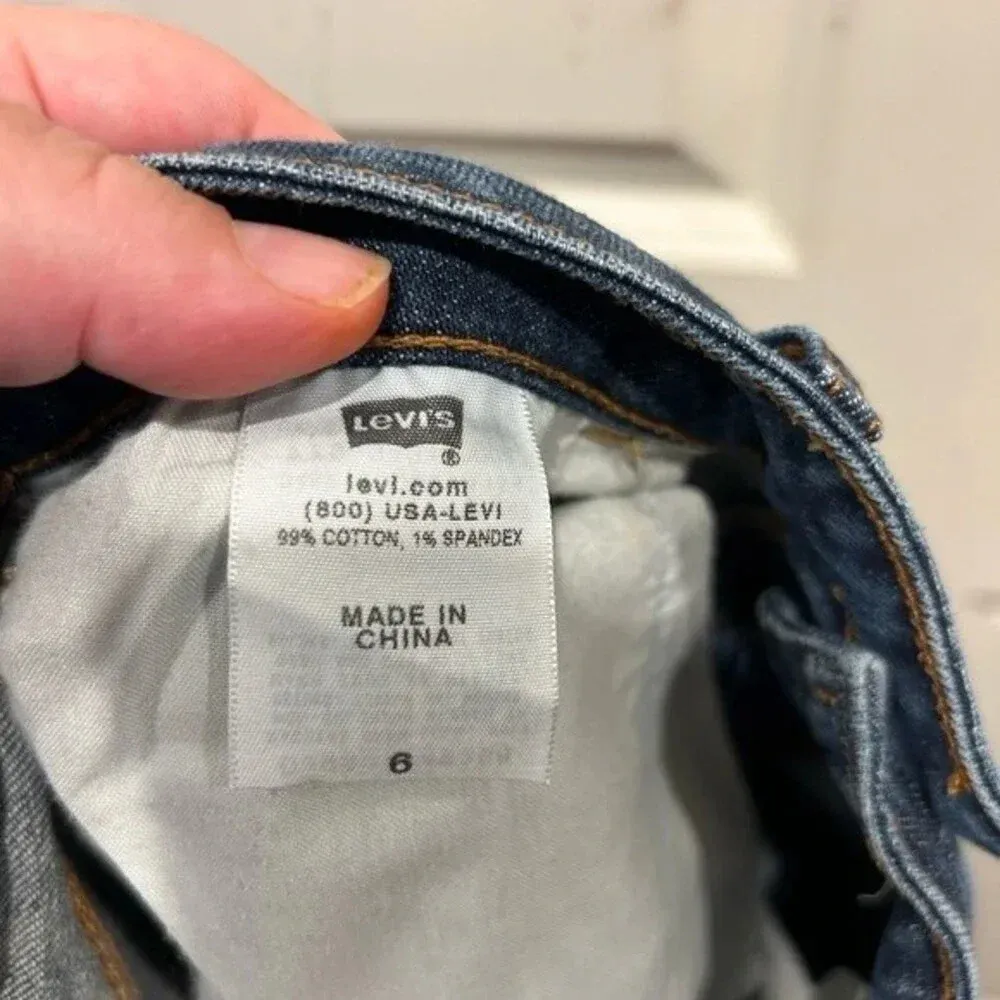 LEVI'S
®
levi.com
(800) USA-LEVI
99% COTTON, 1% SPANDEX
MADE IN
CHINA
6